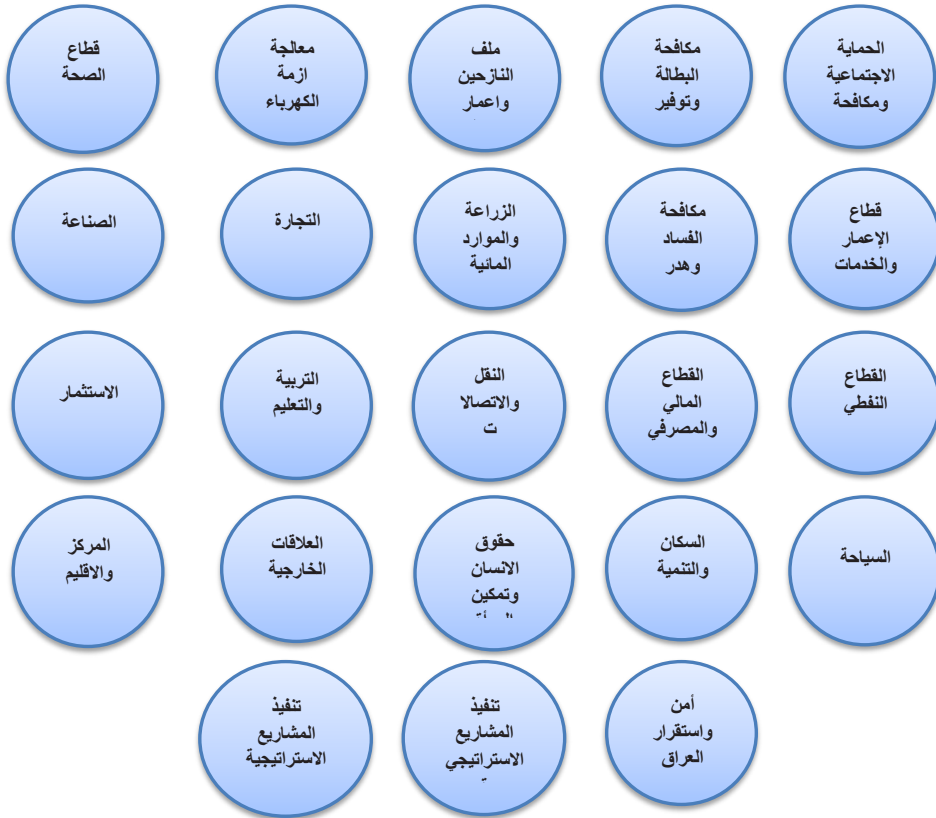 الحماية
الاجتماعية
ومكافحة
مكافحة
البطالة
وتوفير
ملف
النازحين
واعمار
معالجة
ازمة
الكهرباء
قطاع
الصحة
قطاع
الإعمار
والخدمات
مكافحة
الفساد
وهدر
الزراعة
والموارد
المائية
التجارة
الصناعة
القطاع
النفطي
القطاع
المالي
والمصرفي
النقل
والاتصالا
ت
التربية
والتعليم
الاستثمار
السياحة
السكان
والتنمية
حقوق
الانسان
وتمكين
العلاقات
الخارجية
المركز
والاقليم
أمن
واستقرار
العراق
تنفيذ
المشاريع
الاستراتيجي
تنفيذ
المشاريع
الاستراتيجية